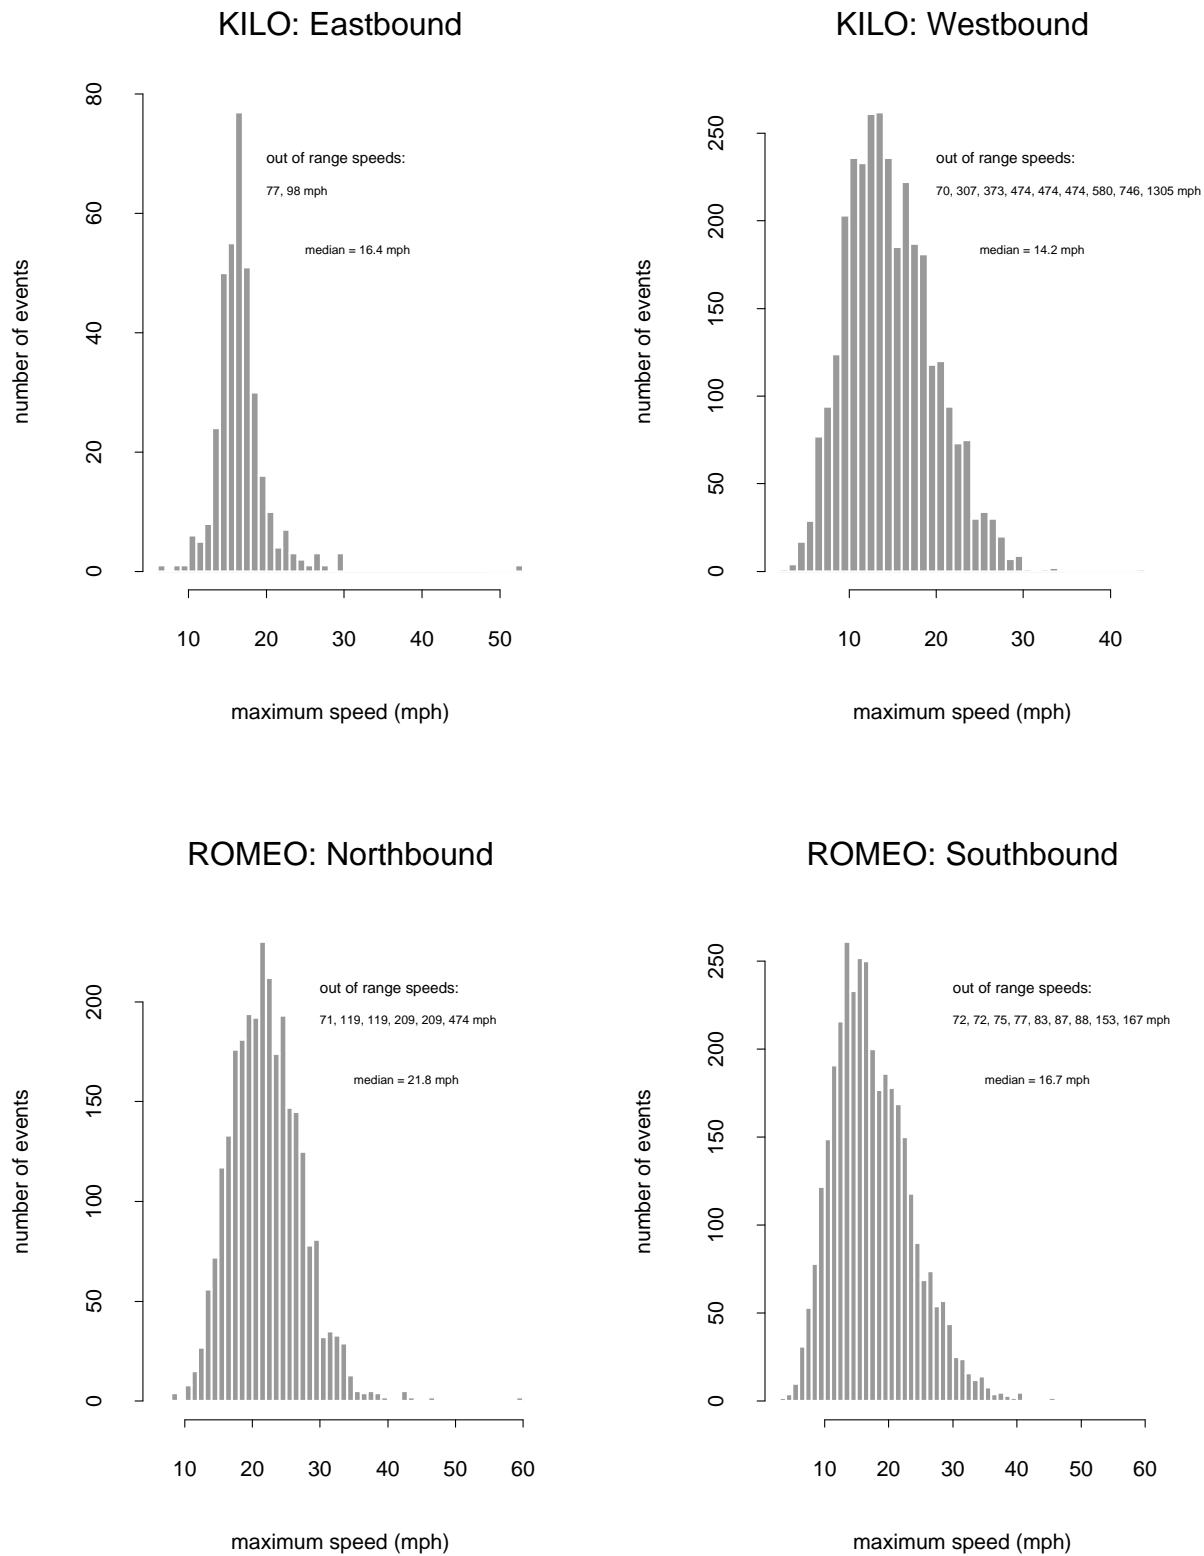 KILO: Eastbound
number of events
80
60
40
20
0
out of range speeds:
77, 98 mph
median = 16.4 mph
10 20 30 40 50
maximum speed (mph)
KILO: Westbound
number of events
250
200
150
100
50
0
out of range speeds:
70, 307, 373, 474, 474, 474, 580, 746, 1305 mph
median = 14.2 mph
10 20 30 40
maximum speed (mph)
ROMEO: Northbound
number of events
200
150
100
50
0
out of range speeds:
71, 119, 119, 209, 209, 474 mph
median = 21.8 mph
10 20 30 40 50 60
maximum speed (mph)
ROMEO: Southbound
number of events
250
200
150
100
50
0
out of range speeds:
72, 72, 75, 77, 83, 87, 88, 153, 167 mph
median = 16.7 mph
10 20 30 40 50 60
maximum speed (mph)